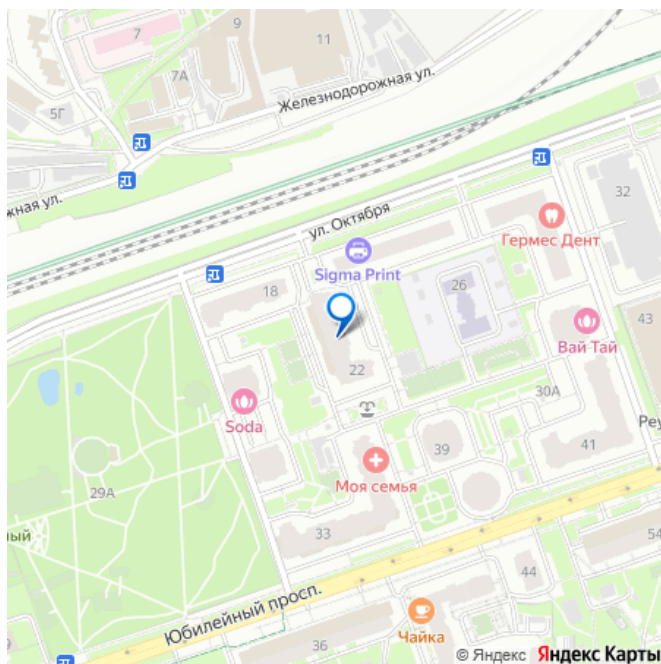 7
9
11
7А
5Г
Железнодорожная ул.
жная ул.
32
ул. Октября
Гермес Дент
Sigma Print
18
26
43
Вай Тай
22
30А
Soda
Реу
39
41
Моя семья
29А
ый
33
54
44
Юбилейный просп.
9
36
Чайка
© Яндекс Яндекс Карты